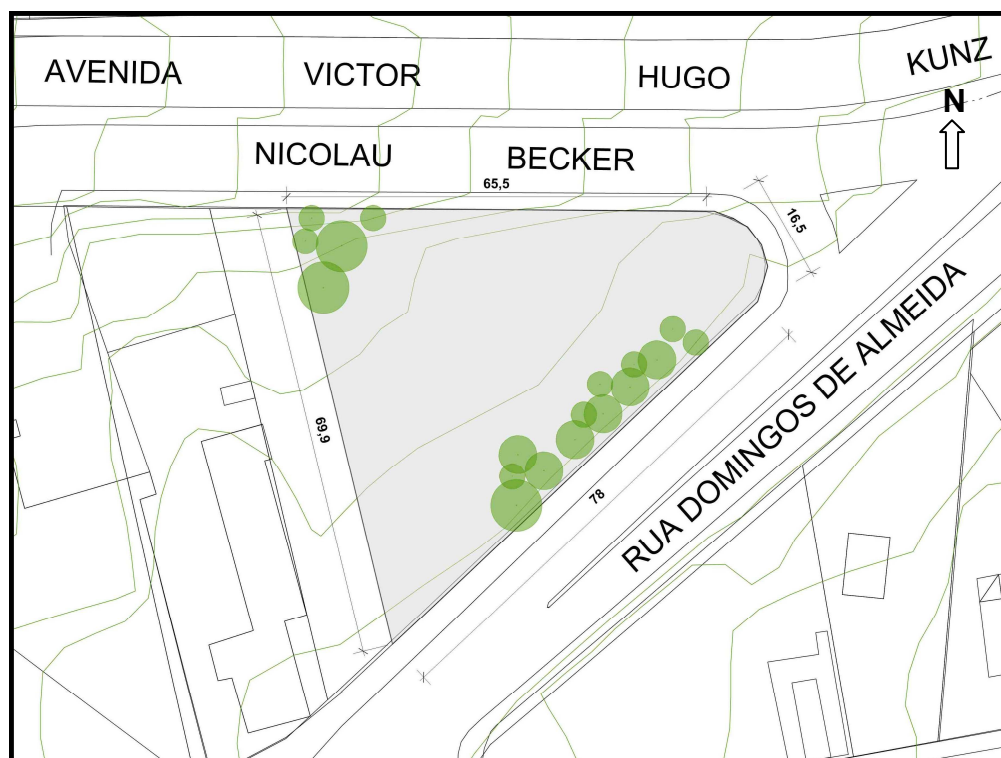 AVENIDA VICTOR HUGO KUNZ
N
NICOLAU BECKER
65,5
16,5
69,9
78
RUA DOMINGOS DE ALMEIDA